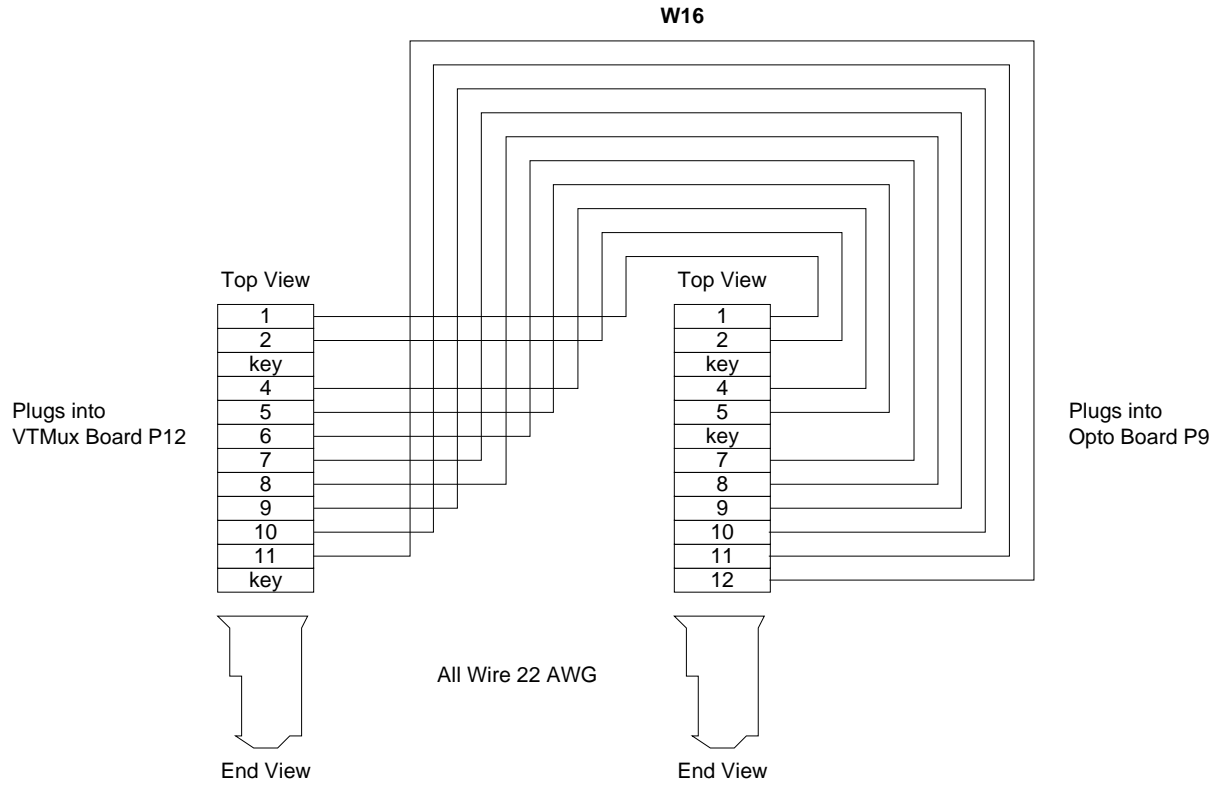 W16
Top View
Top View
1
2
key
4
5
6
7
8
9
10
11
key
1
2
key
4
5
key
7
8
9
10
11
12
Plugs into
VTMux Board P12
Plugs into
Opto Board P9
All Wire 22 AWG
End View
End View